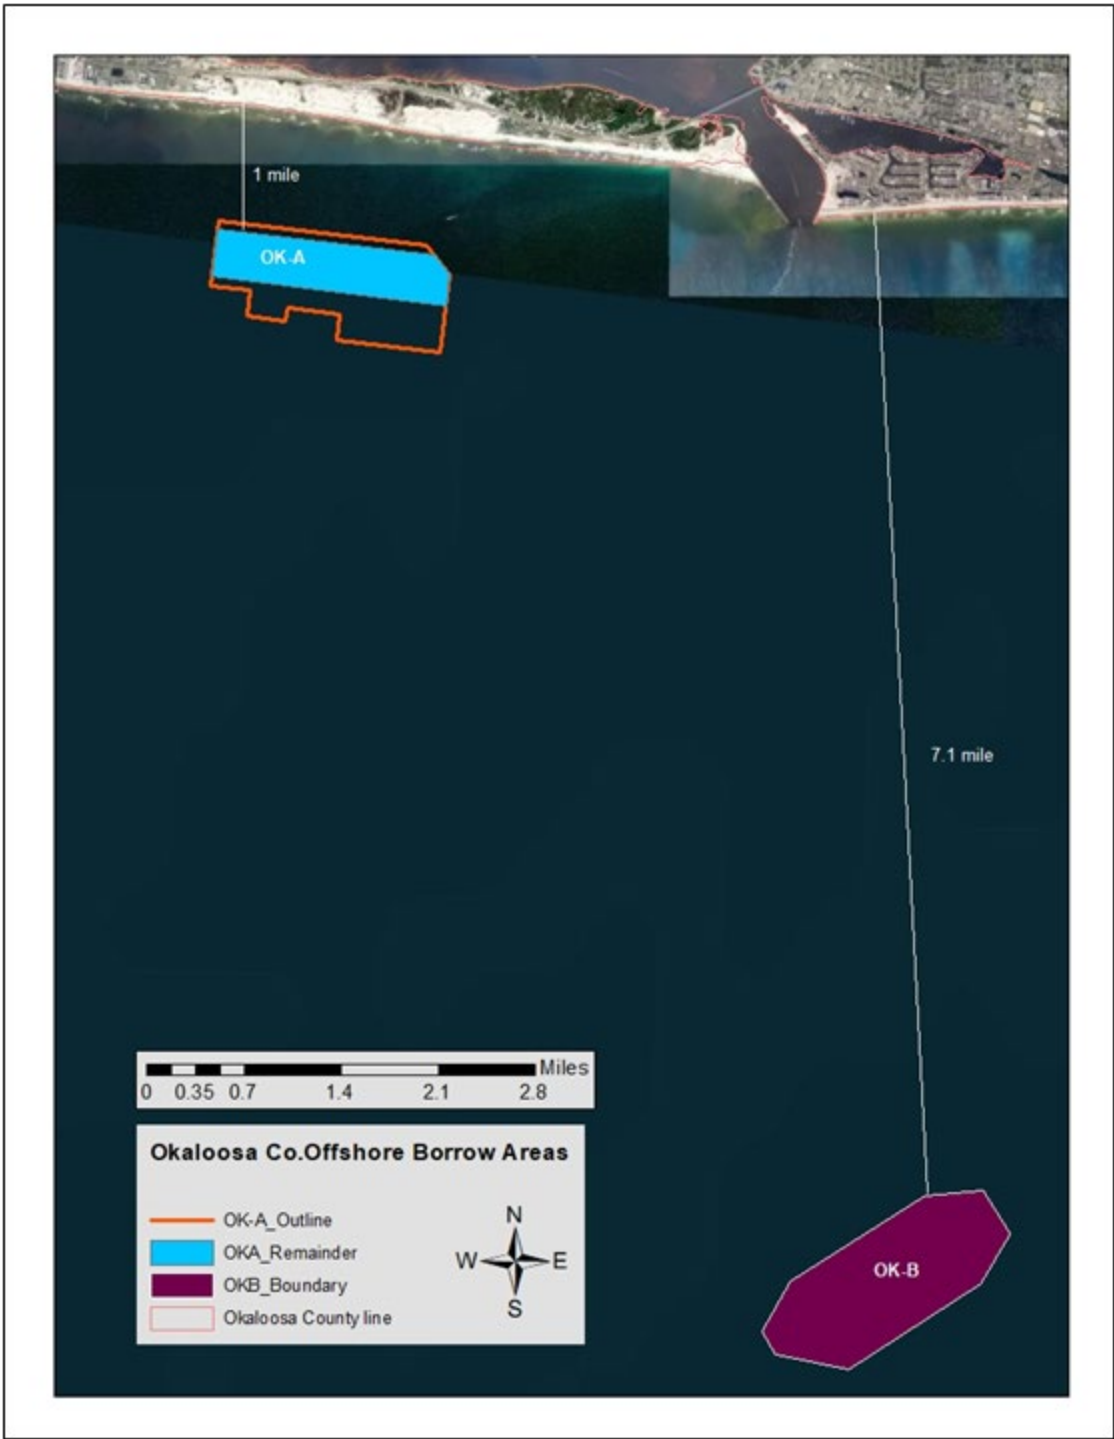 1 mile
OK-A
7.1 mile
Miles
0 0.35 0.7 1.4 2.1 2.8
Okaloosa Co.Offshore Borrow Areas
OK-A_Outline
OKA_Remainder
OKB_Boundary
Okaloosa County line
N
W E
S
OK-B